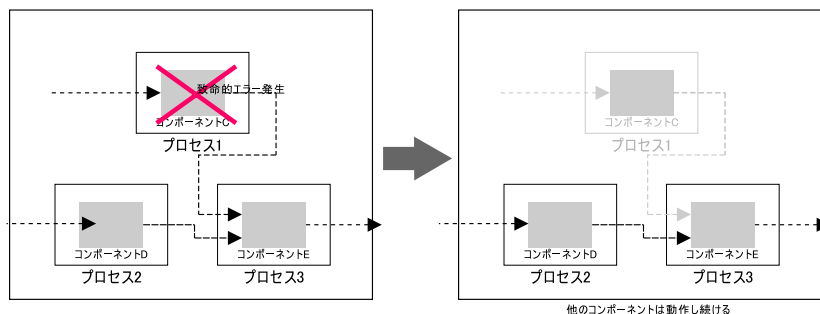 致命的エラー発生
コンポーネントC
プロセス1
コンポーネントD
プロセス2
コンポーネントE
プロセス3
コンポーネントC
プロセス1
コンポーネントD
プロセス2
コンポーネントE
プロセス3
他のコンポーネントは動作し続ける